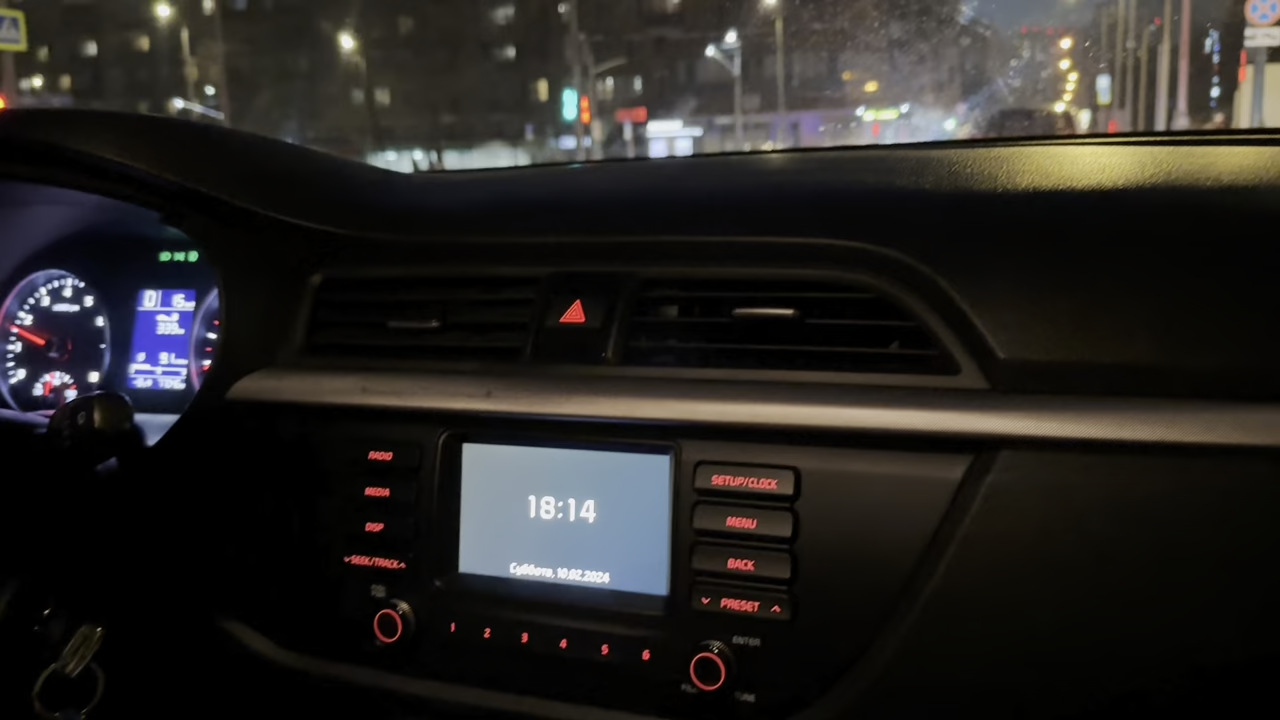 RADIO
MEDIA
DISP
SEEK/TRACK
18:14
Суббота, 10.02.2024
SETUP/CLOCK
MENU
BACK
PRESET
1 2 3 4 5 6
ENTER